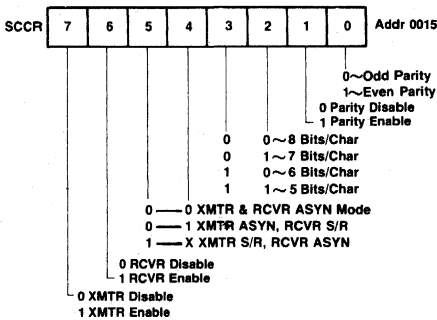 SCCR 7 6 5 4 3 2 1 0 Addr 0015
0~Odd Parity
1~Even Parity
0 Parity Disable
1 Parity Enable
0 0~8 Bits/Char
0 1~7 Bits/Char
1 0~6 Bits/Char
1 1~5 Bits/Char
0 — 0 XMTR & RCVR ASYN Mode
0 — 1 XMTR ASYN, RCVR S/R
1 — X XMTR S/R, RCVR ASYN
0 RCVR Disable
1 RCVR Enable
0 XMTR Disable
1 XMTR Enable